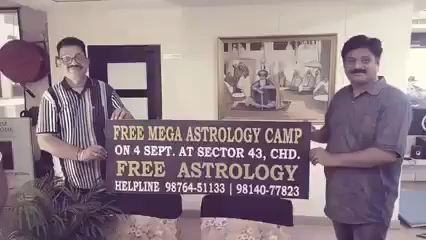 FREE MEGA ASTROLOGY CAMP
ON 4 SEPT. AT SECTOR 43, CHD.
FREE ASTROLOGY
HELPLINE 98764-51133 | 98140-77823